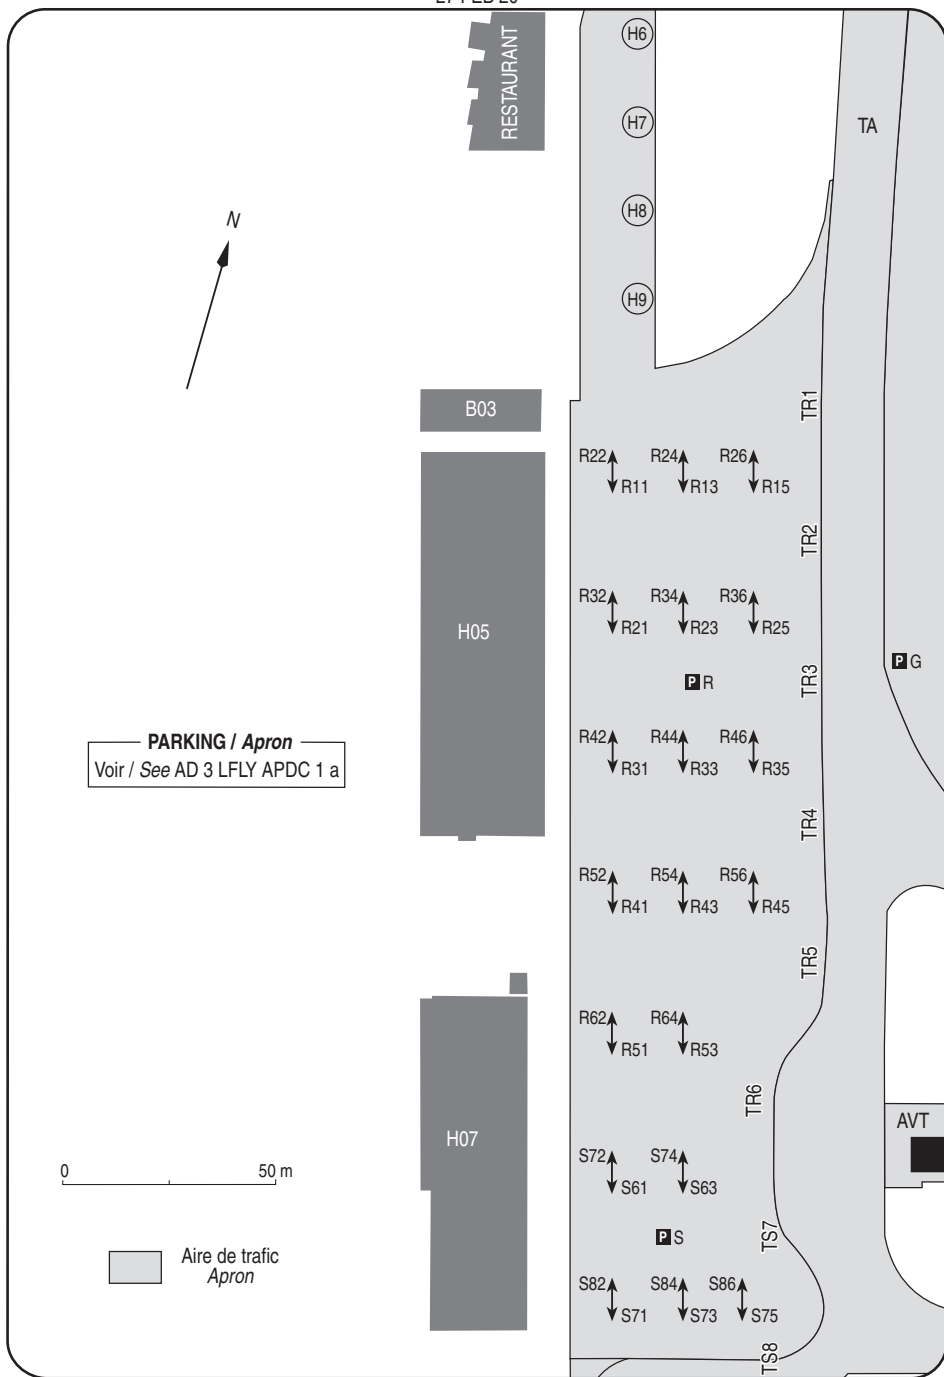 H6
RESTAURANT
H7
TA
H8
N
H9
B03
TR1
R22 R24 R26
R11 R13 R15
TR2
R32 R34 R36
H05
R21 R23 R25
P G
P R
TR3
PARKING / Apron
Voir / See AD 3 LFLY APDC 1 a
R42 R44 R46
R31 R33 R35
TR4
R52 R54 R56
R41 R43 R45
TR5
R62 R64
R51 R53
TR6
AVT
H07
S72 S74
0 50 m
S61 S63
P S
TS7
Aire de trafic
Apron
S82 S84 S86
S71 S73 S75
TS8